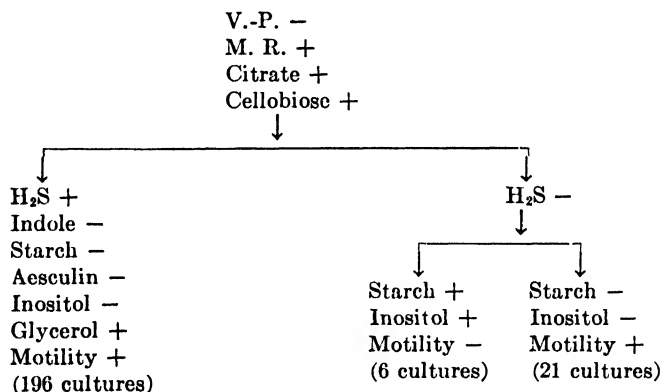 V.-P. −
M. R. +
Citrate +
Cellobiose +
H₂S +
Indole −
Starch −
Aesculin −
Inositol −
Glycerol +
Motility +
(196 cultures)
H₂S −
Starch +
Inositol +
Motility −
(6 cultures)
Starch −
Inositol −
Motility +
(21 cultures)